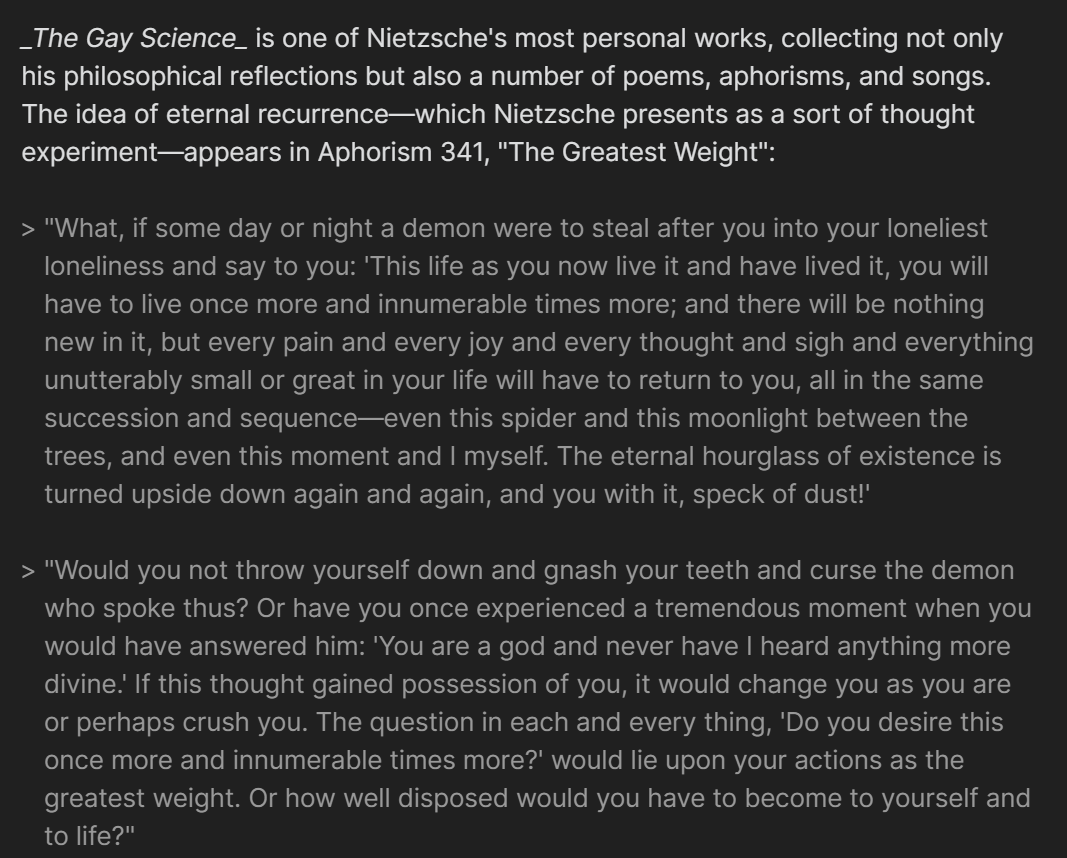 _The Gay Science_ is one of Nietzsche's most personal works, collecting not only
his philosophical reflections but also a number of poems, aphorisms, and songs.
The idea of eternal recurrence—which Nietzsche presents as a sort of thought
experiment—appears in Aphorism 341, "The Greatest Weight":
> "What, if some day or night a demon were to steal after you into your loneliest
loneliness and say to you: 'This life as you now live it and have lived it, you will
have to live once more and innumerable times more; and there will be nothing
new in it, but every pain and every joy and every thought and sigh and everything
unutterably small or great in your life will have to return to you, all in the same
succession and sequence—even this spider and this moonlight between the
trees, and even this moment and I myself. The eternal hourglass of existence is
turned upside down again and again, and you with it, speck of dust!'
> "Would you not throw yourself down and gnash your teeth and curse the demon
who spoke thus? Or have you once experienced a tremendous moment when you
would have answered him: 'You are a god and never have I heard anything more
divine.' If this thought gained possession of you, it would change you as you are
or perhaps crush you. The question in each and every thing, 'Do you desire this
once more and innumerable times more?' would lie upon your actions as the
greatest weight. Or how well disposed would you have to become to yourself and
to life?"